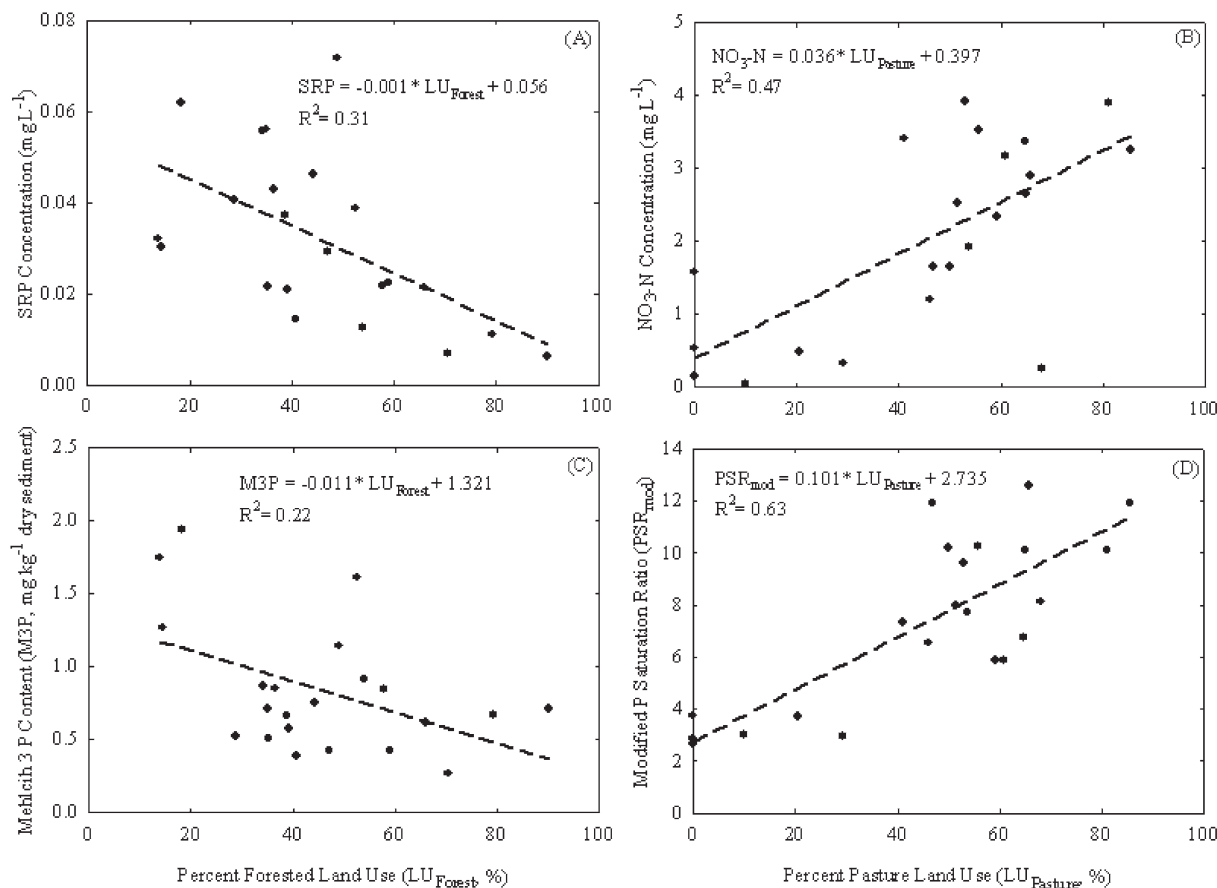 (A)
SRP = -0.001* LU_Forest + 0.056
R² = 0.31
SRP Concentration (mg L⁻¹)
0.08
0.06
0.04
0.02
0.00
0 20 40 60 80 100
(B)
NO₃-N = 0.036* LU_Pasture + 0.397
R² = 0.47
NO₃-N Concentration (mg L⁻¹)
5
4
3
2
1
0
0 20 40 60 80 100
(C)
M3P = -0.011* LU_Forest + 1.321
R² = 0.22
Mehlcih 3 P Content (M3P, mg kg⁻¹ dry sediment)
2.5
2.0
1.5
1.0
0.5
0.0
0 20 40 60 80 100
Percent Forested Land Use (LU_Forest, %)
(D)
PSR_mod = 0.101* LU_Pasture + 2.735
R² = 0.63
Modified P Saturation Ratio (PSR_mod)
14
12
10
8
6
4
2
0
0 20 40 60 80 100
Percent Pasture Land Use (LU_Pasture, %)